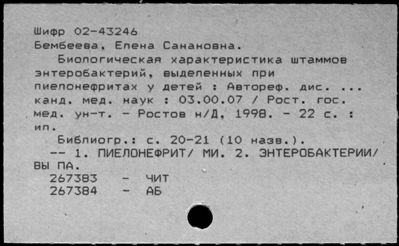 Шифр 02-43246
Бембеева, Елена Санановна.
Биологическая характеристика штаммов
энтеробактерий, выделенных при
пиелонефритах у детей : Автореф. дис. ...
канд. мед. наук : 03.00.07 / Рост. гос.
мед. ун-т. - Ростов н/Д, 1998. - 22 с. :
ил.
Библиогр.: с. 20-21 (10 назв.).
-- 1. ПИЕЛОНЕФРИТ/ МИ. 2. ЭНТЕРОБАКТЕРИИ/
ВЫ ПА.
267383 - ЧИТ
267384 - АБ